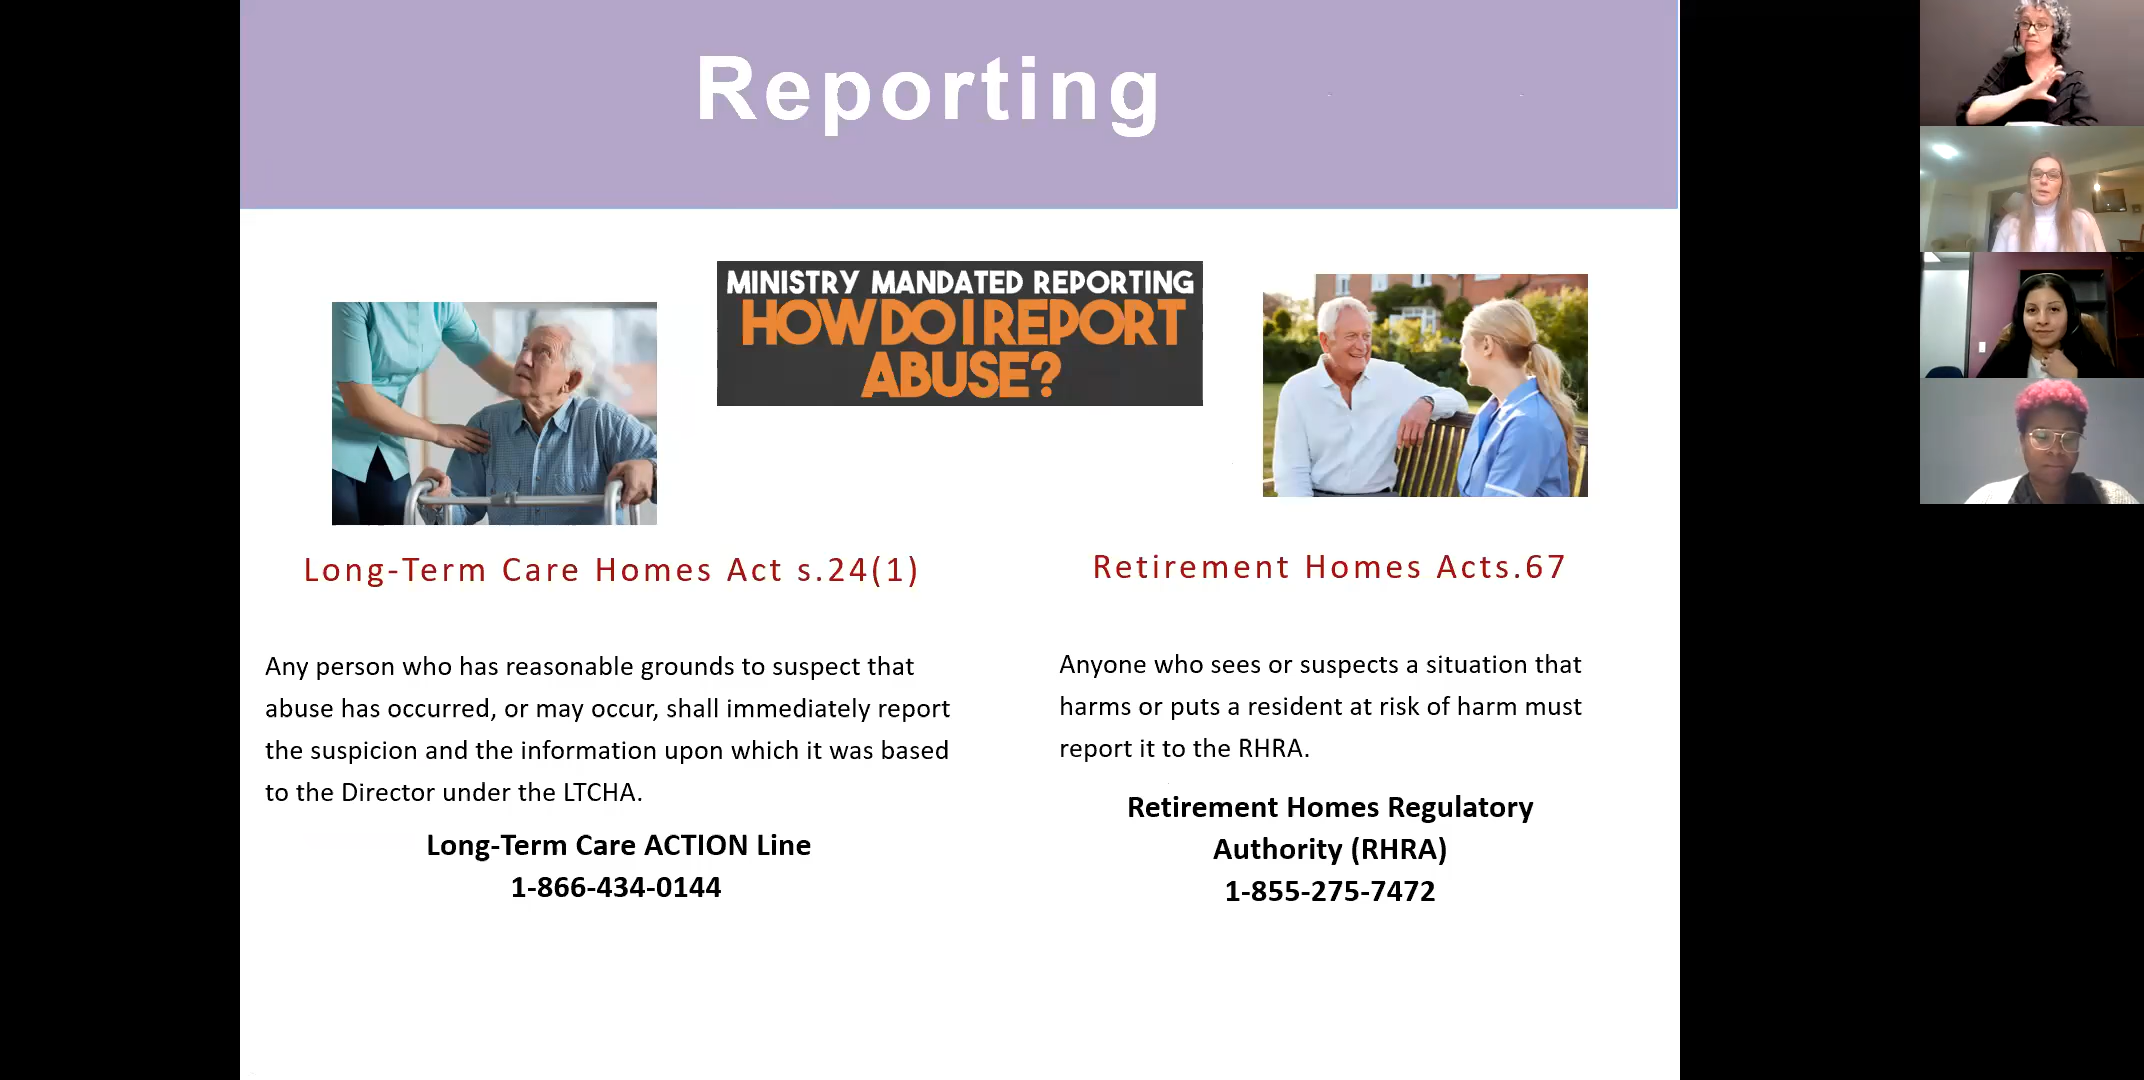 Reporting
MINISTRY MANDATED REPORTING
HOW DO I REPORT
ABUSE?
Long-Term Care Homes Act s.24(1)
Any person who has reasonable grounds to suspect that
abuse has occurred, or may occur, shall immediately report
the suspicion and the information upon which it was based
to the Director under the LTCHA.
Long-Term Care ACTION Line
1-866-434-0144
Retirement Homes Acts.67
Anyone who sees or suspects a situation that
harms or puts a resident at risk of harm must
report it to the RHRA.
Retirement Homes Regulatory
Authority (RHRA)
1-855-275-7472